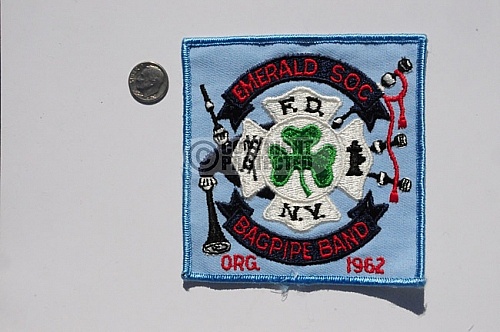 EMERALD SOC
F.D.
N.Y.
BAGPIPE BAND
ORG. 1962